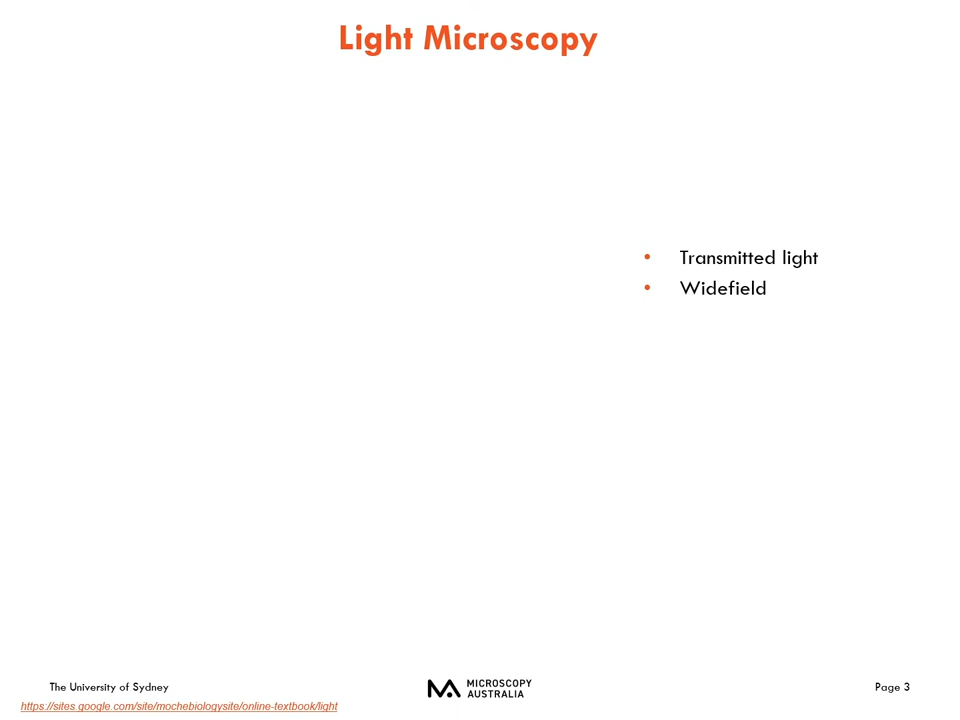 Light Microscopy
• Transmitted light
• Widefield
The University of Sydney
MICROSCOPY
AUSTRALIA
Page 3
https://sites.google.com/site/mochebiologysite/online-textbook/light